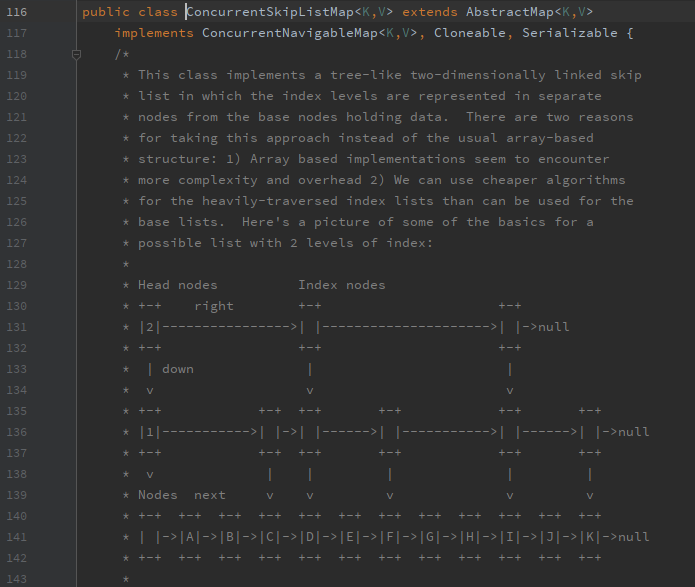 116 public class ConcurrentSkipListMap<K,V> extends AbstractMap<K,V>
117     implements ConcurrentNavigableMap<K,V>, Cloneable, Serializable {
118     /*
119      * This class implements a tree-like two-dimensionally linked skip
120      * list in which the index levels are represented in separate
121      * nodes from the base nodes holding data.  There are two reasons
122      * for taking this approach instead of the usual array-based
123      * structure: 1) Array based implementations seem to encounter
124      * more complexity and overhead 2) We can use cheaper algorithms
125      * for the heavily-traversed index lists than can be used for the
126      * base lists.  Here's a picture of some of the basics for a
127      * possible list with 2 levels of index:
128      *
129      * Head nodes          Index nodes
130      * +-+    right        +-+                      +-+
131      * |2|---------------->| |--------------------->| |->null
132      * +-+                 +-+                      +-+
133      *  | down              |                        |
134      *  v                   v                        v
135      * +-+            +-+  +-+       +-+            +-+       +-+
136      * |1|----------->| |->| |------>| |----------->| |------>| |->null
137      * +-+            +-+  +-+       +-+            +-+       +-+
138      *  v              |    |         |              |         |
139      * Nodes  next     v    v         v              v         v
140      * +-+  +-+  +-+  +-+  +-+  +-+  +-+  +-+  +-+  +-+  +-+  +-+
141      * | |->|A|->|B|->|C|->|D|->|E|->|F|->|G|->|H|->|I|->|J|->|K|->null
142      * +-+  +-+  +-+  +-+  +-+  +-+  +-+  +-+  +-+  +-+  +-+  +-+
143      *